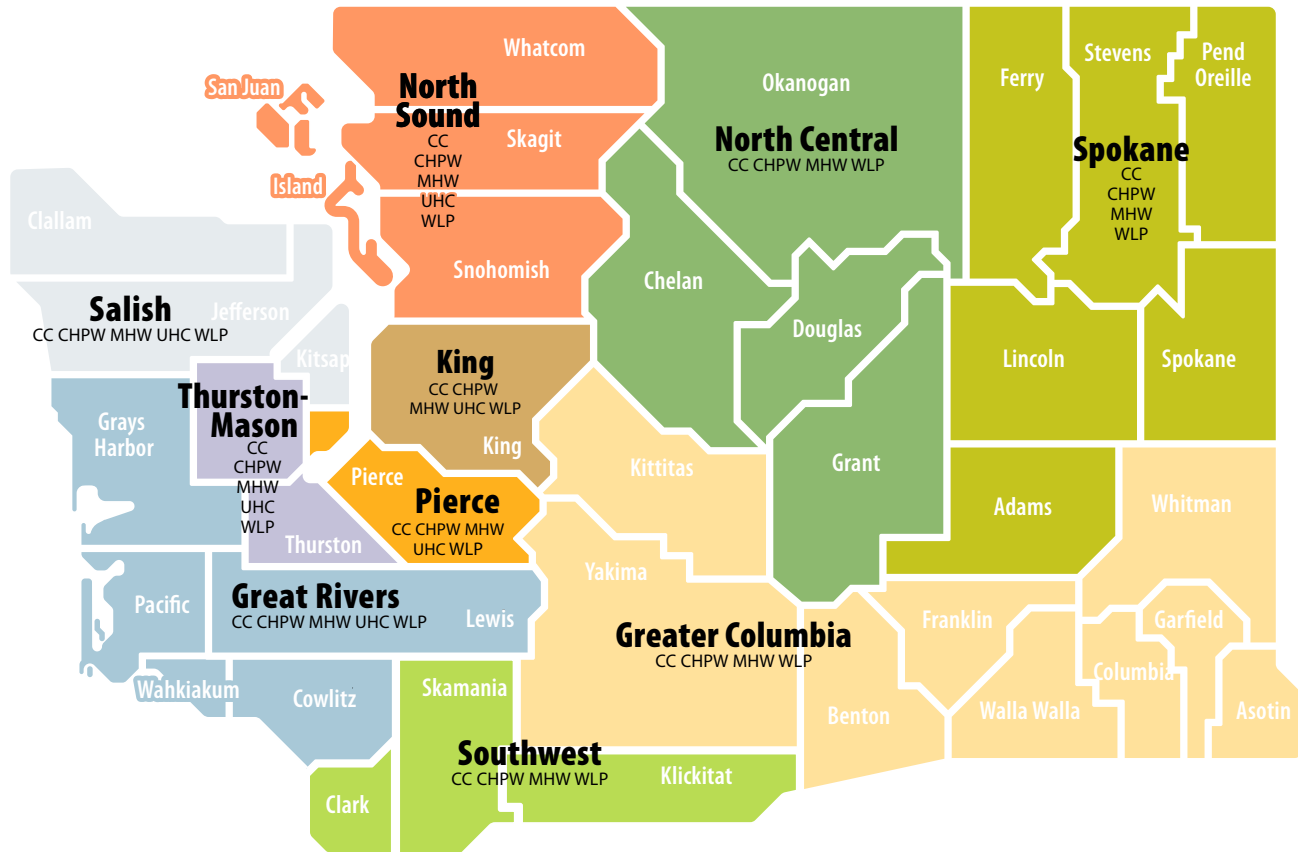 Whatcom
San Juan
North
Sound
CC
CHPW
MHW
UHC
WLP
Skagit
Island
Snohomish
Okanogan
North Central
CC CHPW MHW WLP
Chelan
Douglas
Grant
Ferry
Stevens
Pend
Oreille
Spokane
CC
CHPW
MHW
WLP
Lincoln
Spokane
Adams
Clallam
Jefferson
Salish
CC CHPW MHW UHC WLP
Kitsap
King
CC CHPW
MHW UHC WLP
King
Grays
Harbor
Thurston-
Mason
CC
CHPW
MHW
UHC
WLP
Thurston
Pierce
Pierce
CC CHPW MHW
UHC WLP
Kittitas
Yakima
Whitman
Pacific
Great Rivers
CC CHPW MHW UHC WLP
Lewis
Wahkiakum
Cowlitz
Greater Columbia
CC CHPW MHW WLP
Franklin
Garfield
Columbia
Benton
Walla Walla
Asotin
Skamania
Southwest
CC CHPW MHW WLP
Klickitat
Clark